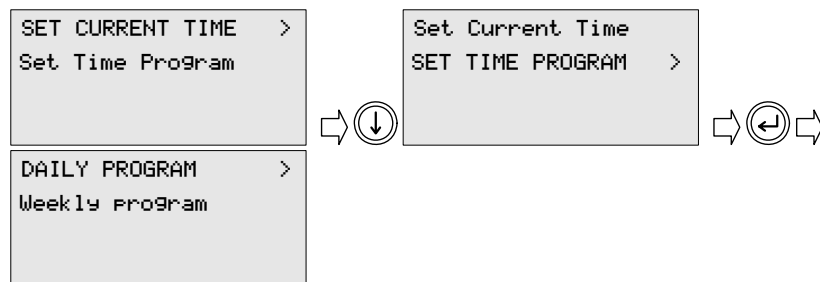 SET CURRENT TIME >
Set Time Program
Set Current Time
SET TIME PROGRAM >
DAILY PROGRAM >
Weekly program